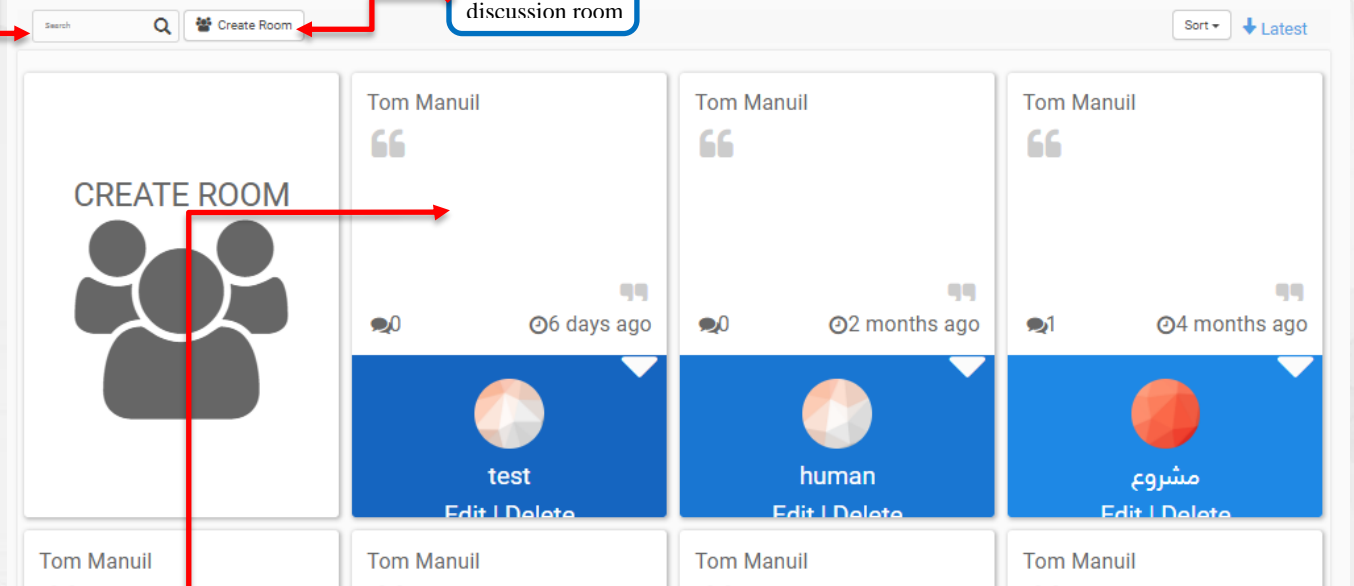 discussion room
Search
Create Room
Sort
Latest
CREATE ROOM
Tom Manuil
0
6 days ago
test
Edit | Delete
Tom Manuil
0
2 months ago
human
Edit | Delete
Tom Manuil
1
4 months ago
مشروع
Edit | Delete
Tom Manuil
Tom Manuil
Tom Manuil
Tom Manuil